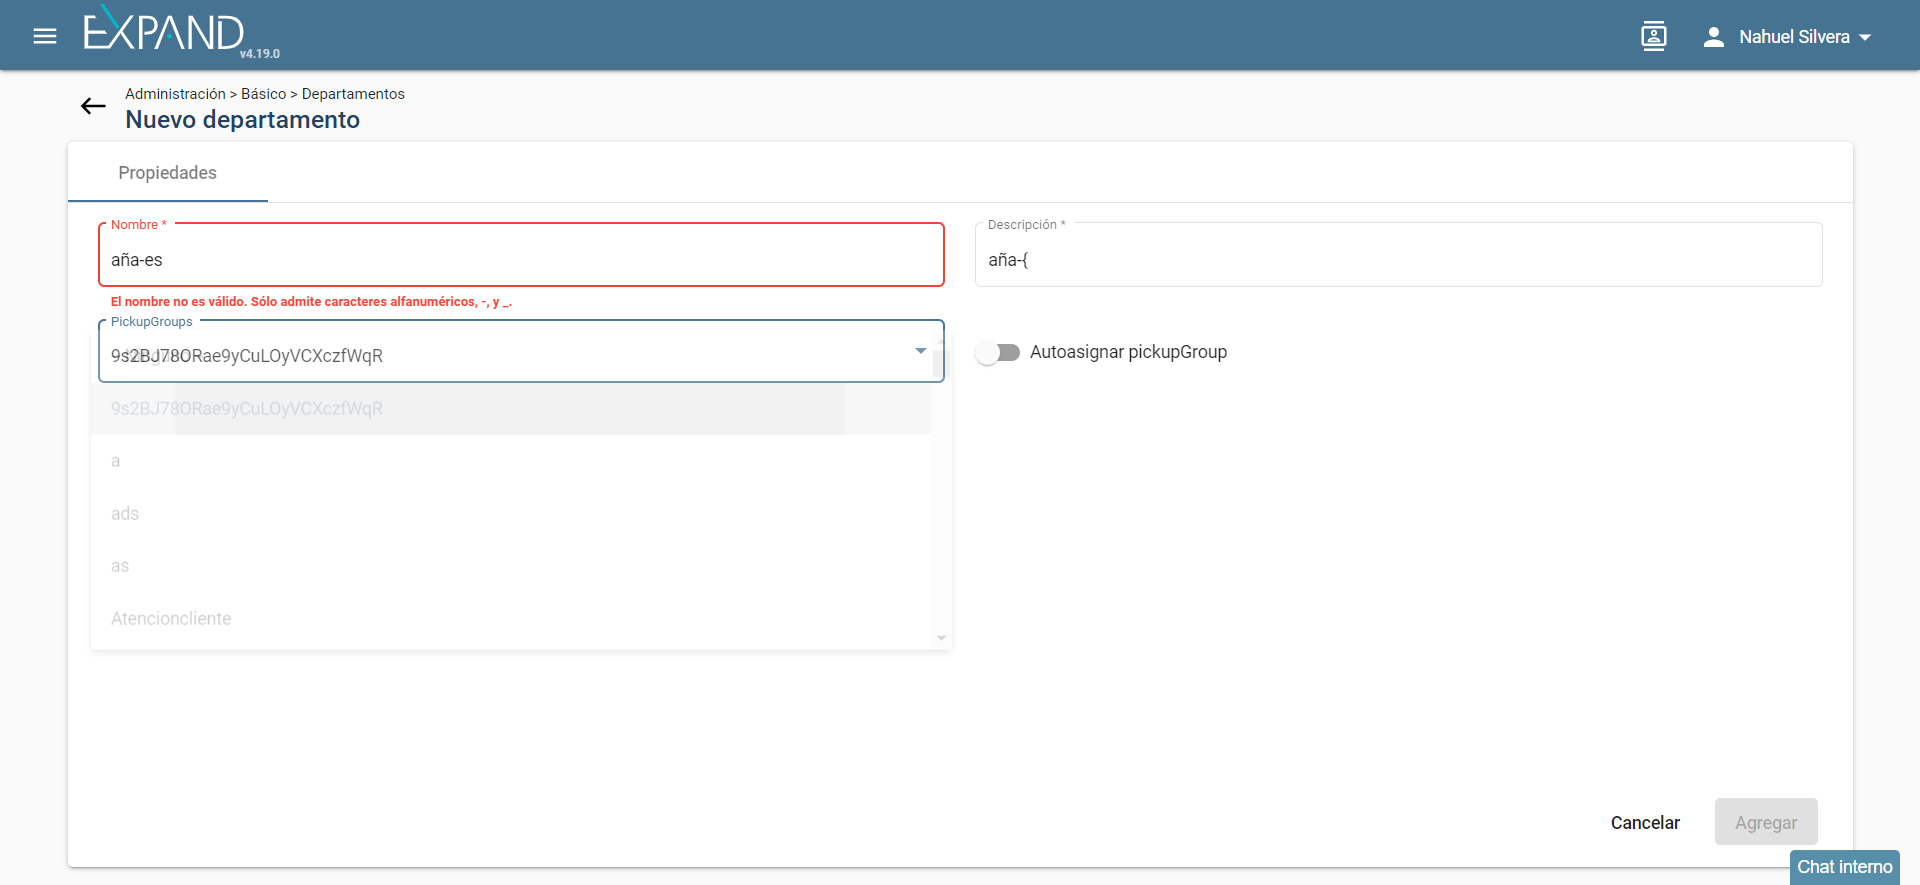 EXPAND
v4.19.0
Nahuel Silvera
Administración > Básico > Departamentos
Nuevo departamento
Propiedades
Nombre *
aña-es
El nombre no es válido. Sólo admite caracteres alfanuméricos, -, y _.
Descripción *
aña-{
PickupGroups
9s2BJ78ORae9yCuLOyVCXczfWqR
Autoasignar pickupGroup
9s2BJ78ORae9yCuLOyVCXczfWqR
a
ads
as
Atencioncliente
Cancelar
Agregar
Chat interno